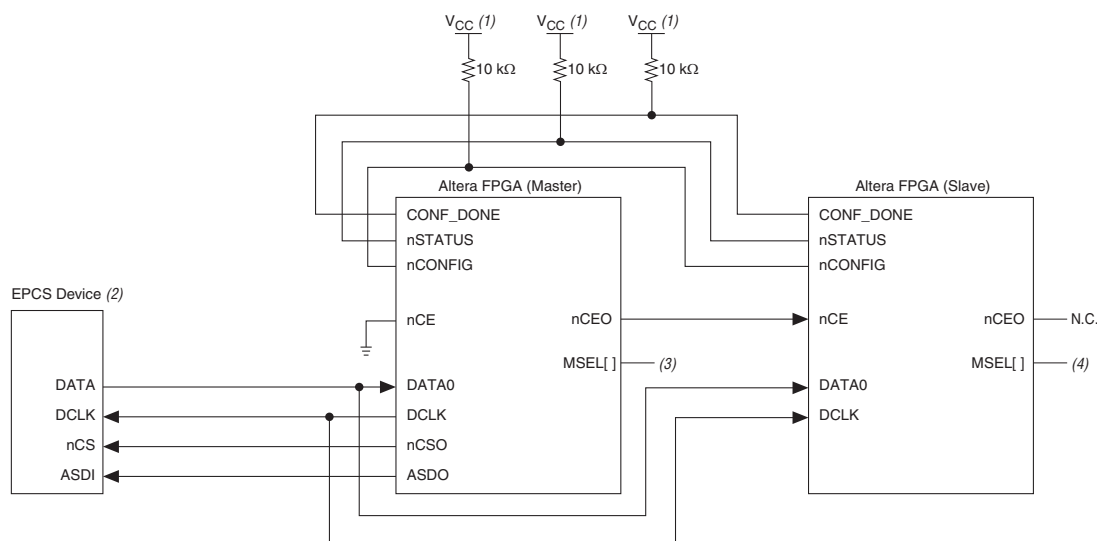 VCC (1)
VCC (1)
VCC (1)
10 kΩ
10 kΩ
10 kΩ
Altera FPGA (Master)
CONF_DONE
nSTATUS
nCONFIG
nCE
nCEO
MSEL[ ]
(3)
DATA0
DCLK
nCSO
ASDO
Altera FPGA (Slave)
CONF_DONE
nSTATUS
nCONFIG
nCE
nCEO
N.C.
MSEL[ ]
(4)
DATA0
DCLK
EPCS Device (2)
DATA
DCLK
nCS
ASDI